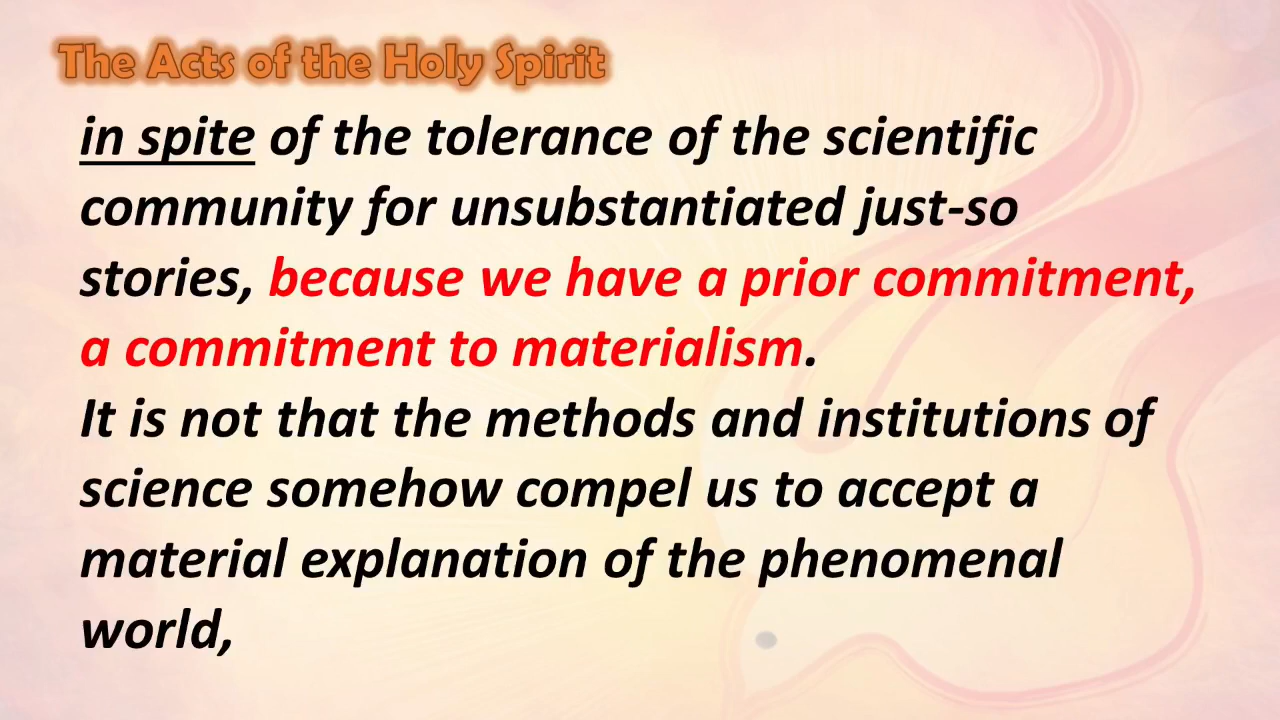 The Acts of the Holy Spirit
in spite of the tolerance of the scientific
community for unsubstantiated just-so
stories, because we have a prior commitment,
a commitment to materialism.
It is not that the methods and institutions of
science somehow compel us to accept a
material explanation of the phenomenal
world,